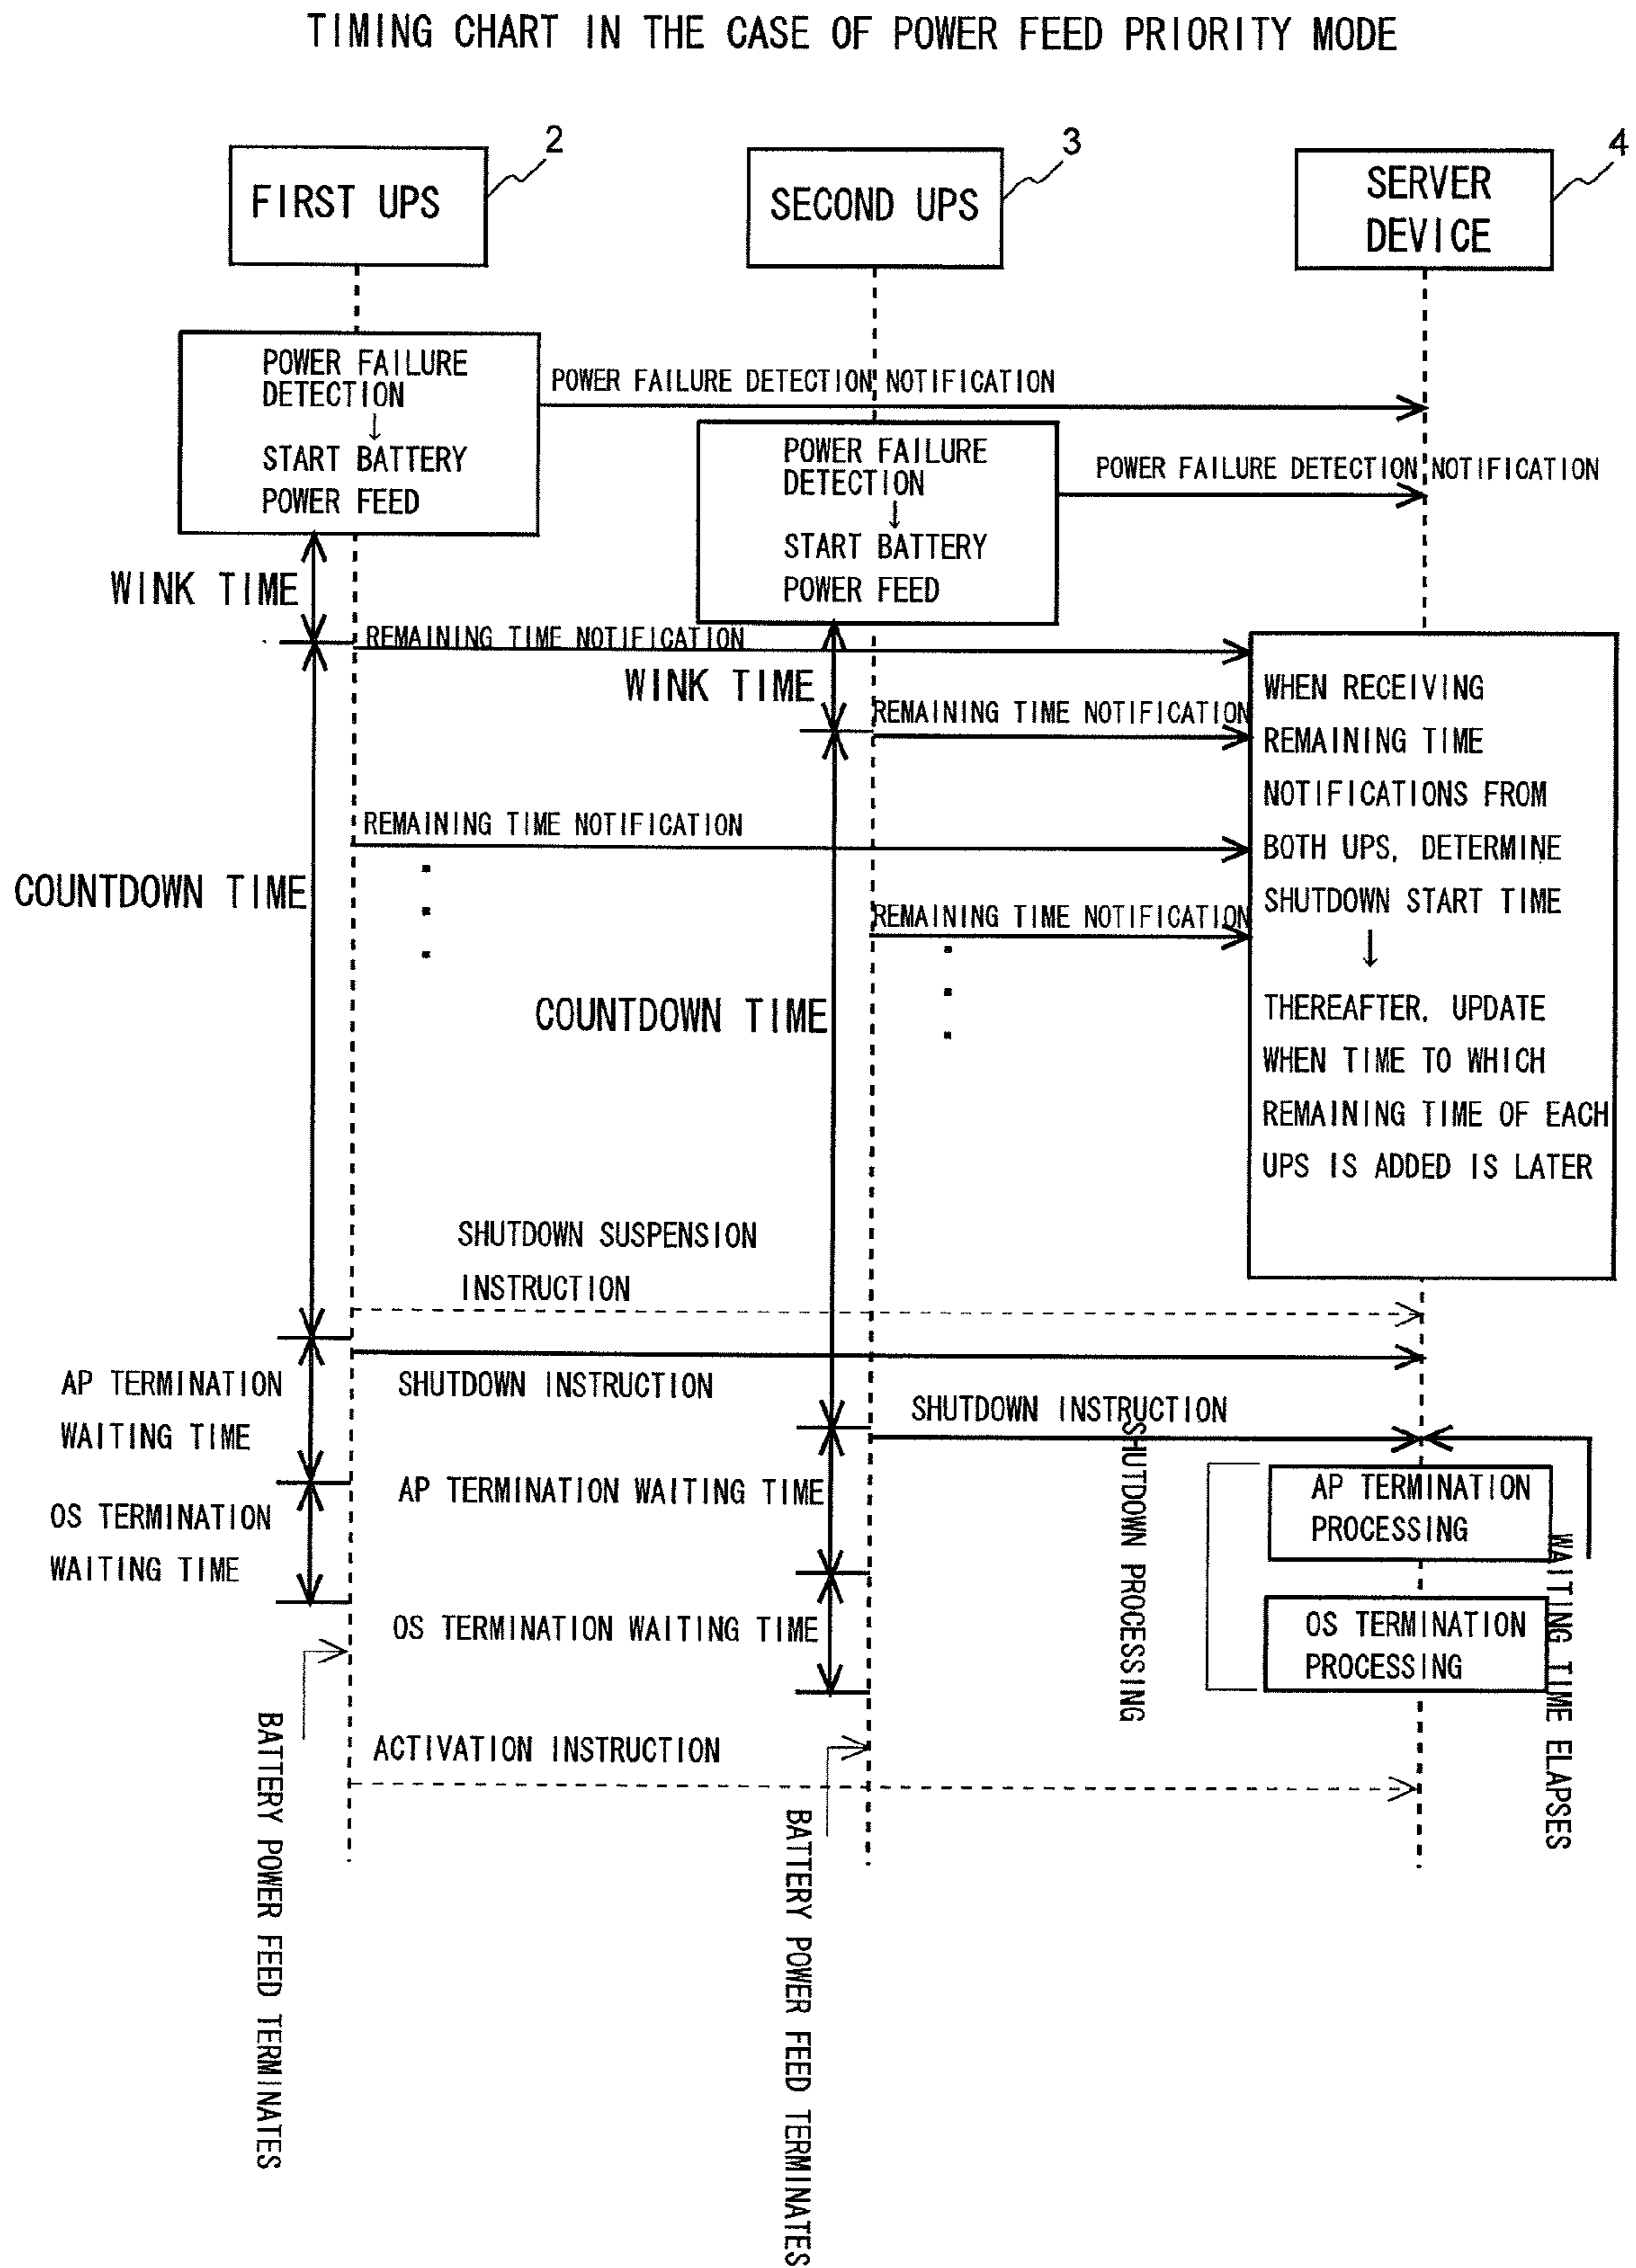 TIMING CHART IN THE CASE OF POWER FEED PRIORITY MODE
2
3
4
FIRST UPS
SECOND UPS
SERVER
DEVICE
POWER FAILURE
DETECTION
↓
START BATTERY
POWER FEED
POWER FAILURE DETECTION NOTIFICATION
POWER FAILURE
DETECTION
↓
START BATTERY
POWER FEED
POWER FAILURE DETECTION NOTIFICATION
WINK TIME
REMAINING TIME NOTIFICATION
WINK TIME
REMAINING TIME NOTIFICATION
REMAINING TIME NOTIFICATION
REMAINING TIME NOTIFICATION
COUNTDOWN TIME
COUNTDOWN TIME
WHEN RECEIVING
REMAINING TIME
NOTIFICATIONS FROM
BOTH UPS, DETERMINE
SHUTDOWN START TIME
↓
THEREAFTER, UPDATE
WHEN TIME TO WHICH
REMAINING TIME OF EACH
UPS IS ADDED IS LATER
SHUTDOWN SUSPENSION
INSTRUCTION
AP TERMINATION
WAITING TIME
SHUTDOWN INSTRUCTION
SHUTDOWN INSTRUCTION
OS TERMINATION
WAITING TIME
AP TERMINATION WAITING TIME
OS TERMINATION WAITING TIME
SHUTDOWN PROCESSING
AP TERMINATION
PROCESSING
OS TERMINATION
PROCESSING
WAITING TIME ELAPSES
BATTERY POWER FEED TERMINATES
ACTIVATION INSTRUCTION
BATTERY POWER FEED TERMINATES